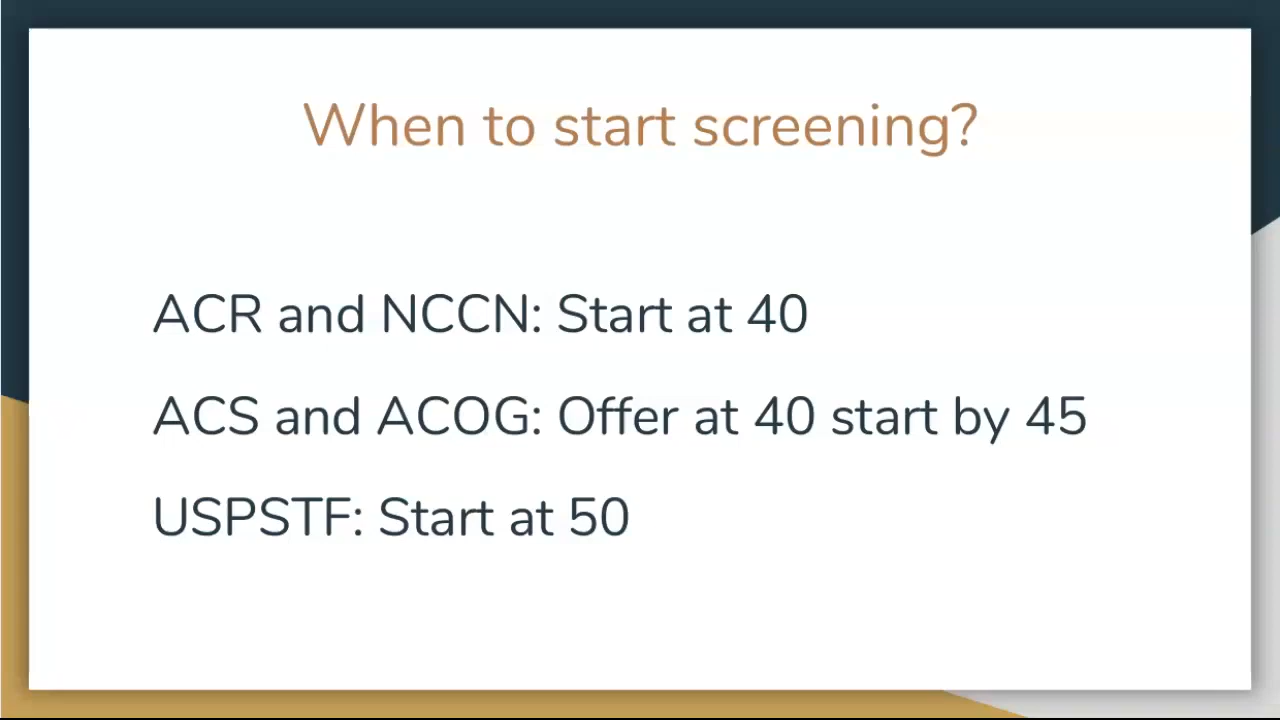 When to start screening?
ACR and NCCN: Start at 40
ACS and ACOG: Offer at 40 start by 45
USPSTF: Start at 50